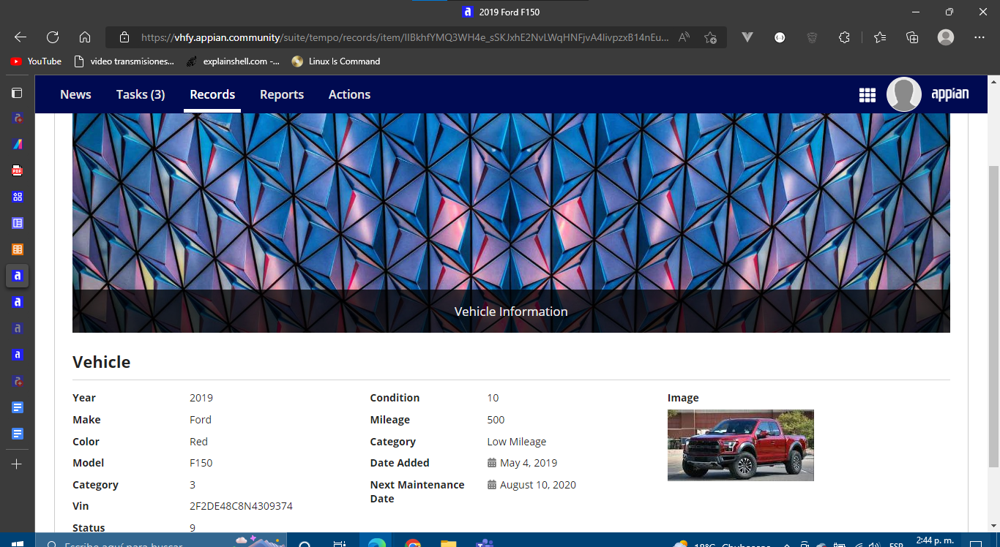 2019 Ford F150
https://vhfy.appian.community/suite/tempo/records/item/lIBkhfYMQ3WH4e_sSKJxhE2NvLWqHNFjvA4IivpzxB14nEu...
YouTube video transmisiones... explainshell.com -... Linux Is Command
News Tasks (3) Records Reports Actions appian
Vehicle Information
Vehicle
Year 2019 Condition 10 Image
Make Ford Mileage 500
Color Red Category Low Mileage
Model F150 Date Added May 4, 2019
Category 3 Next Maintenance Date August 10, 2020
Vin 2F2DE48C8N4309374
Status 9
Escribe aquí para buscar 18°C Chubascos ESP 2:44 p. m.